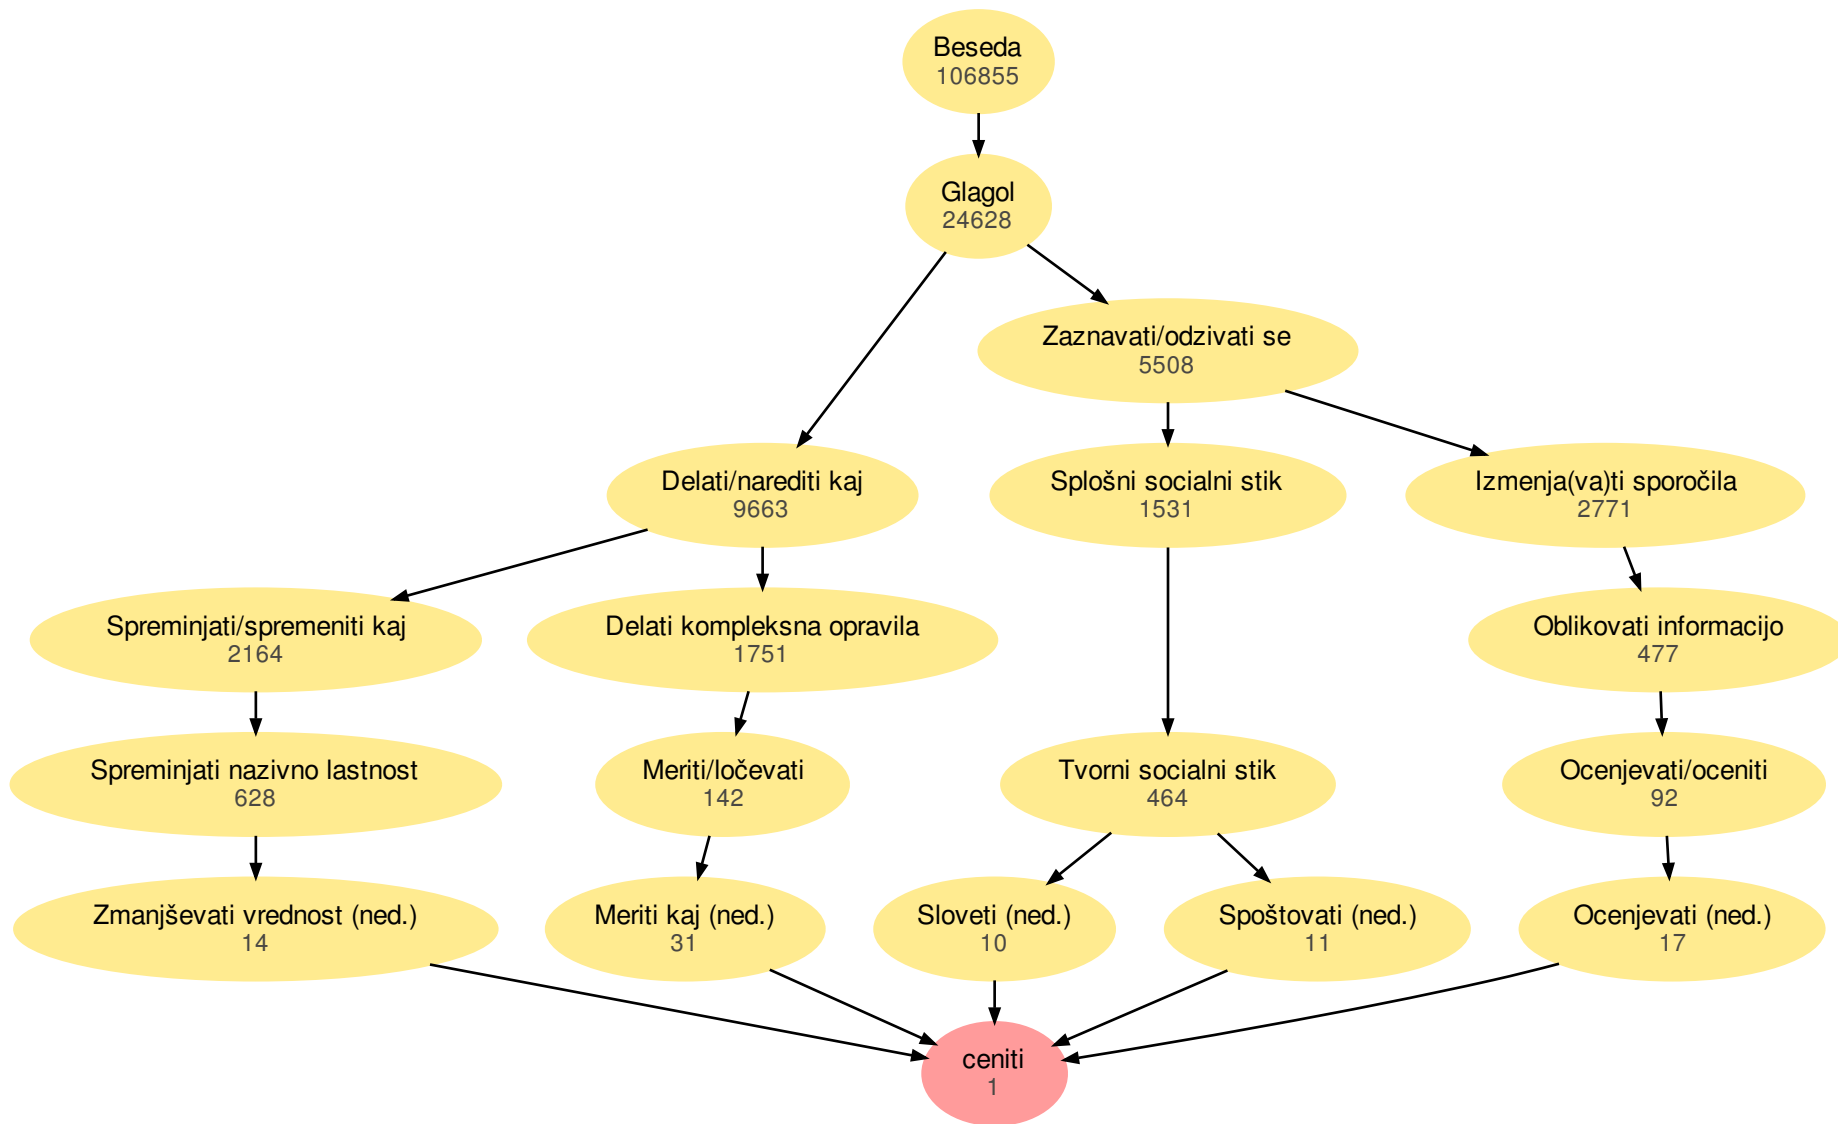 Beseda
106855
Glagol
24628
Zaznavati/odzivati se
5508
Delati/narediti kaj
9663
Splošni socialni stik
1531
Izmenja(va)ti sporočila
2771
Spreminjati/spremeniti kaj
2164
Delati kompleksna opravila
1751
Oblikovati informacijo
477
Spreminjati nazivno lastnost
628
Meriti/ločevati
142
Tvorni socialni stik
464
Ocenjevati/oceniti
92
Zmanjševati vrednost (ned.)
14
Meriti kaj (ned.)
31
Sloveti (ned.)
10
Spoštovati (ned.)
11
Ocenjevati (ned.)
17
ceniti
1